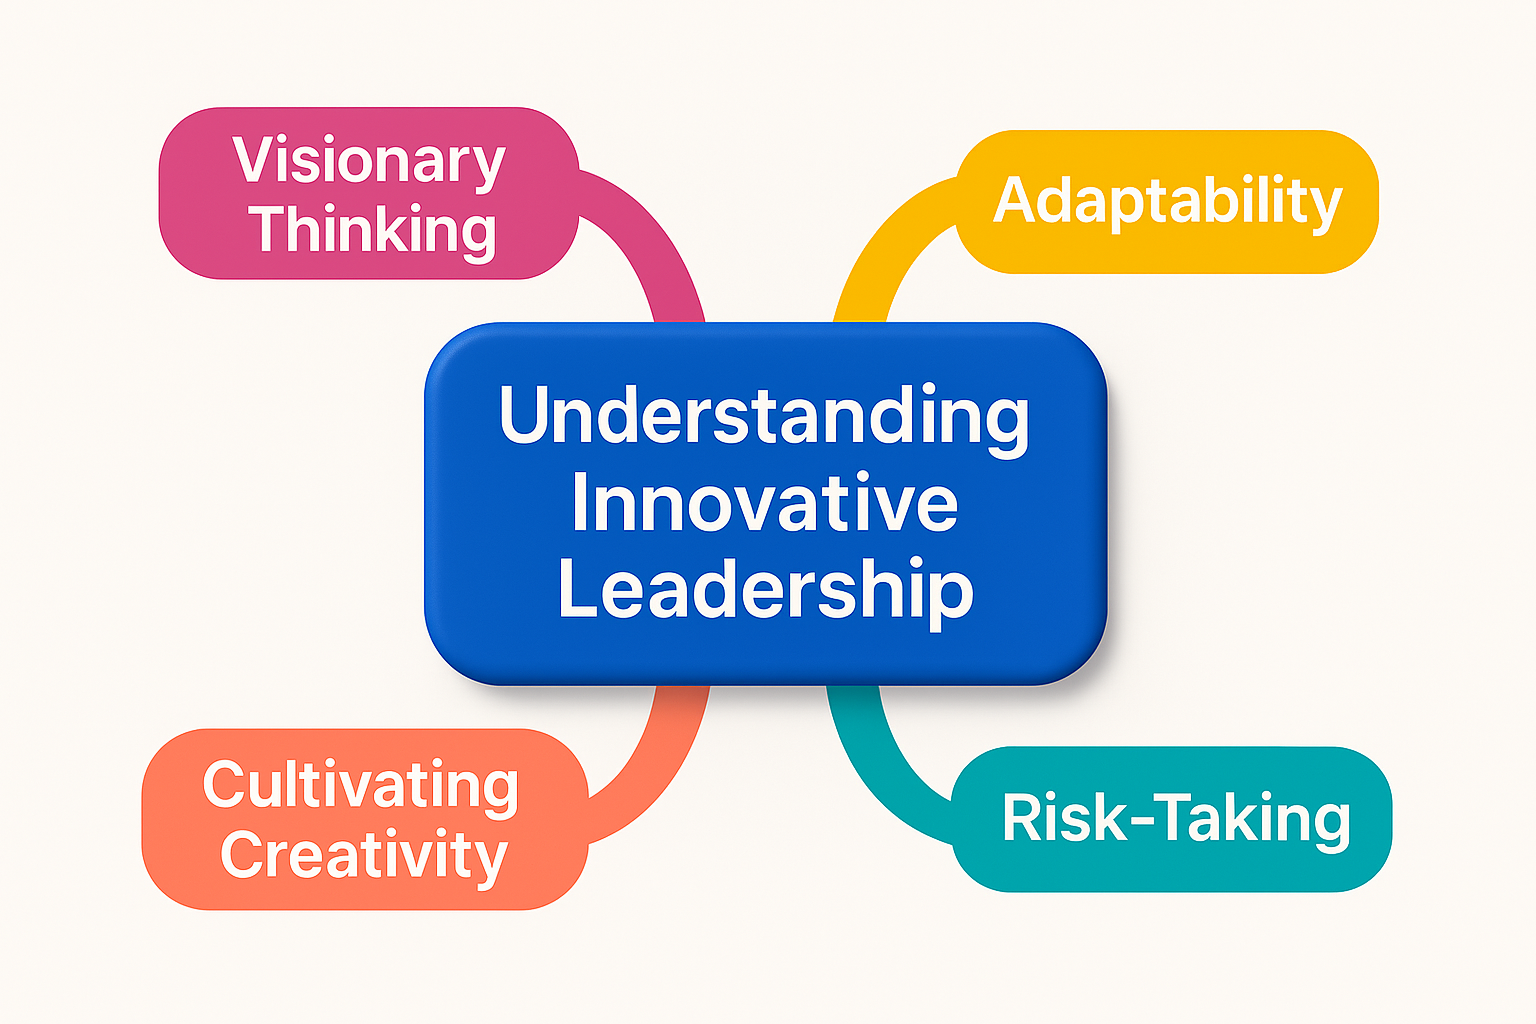 Visionary
Thinking
Adaptability
Understanding
Innovative
Leadership
Cultivating
Creativity
Risk-Taking